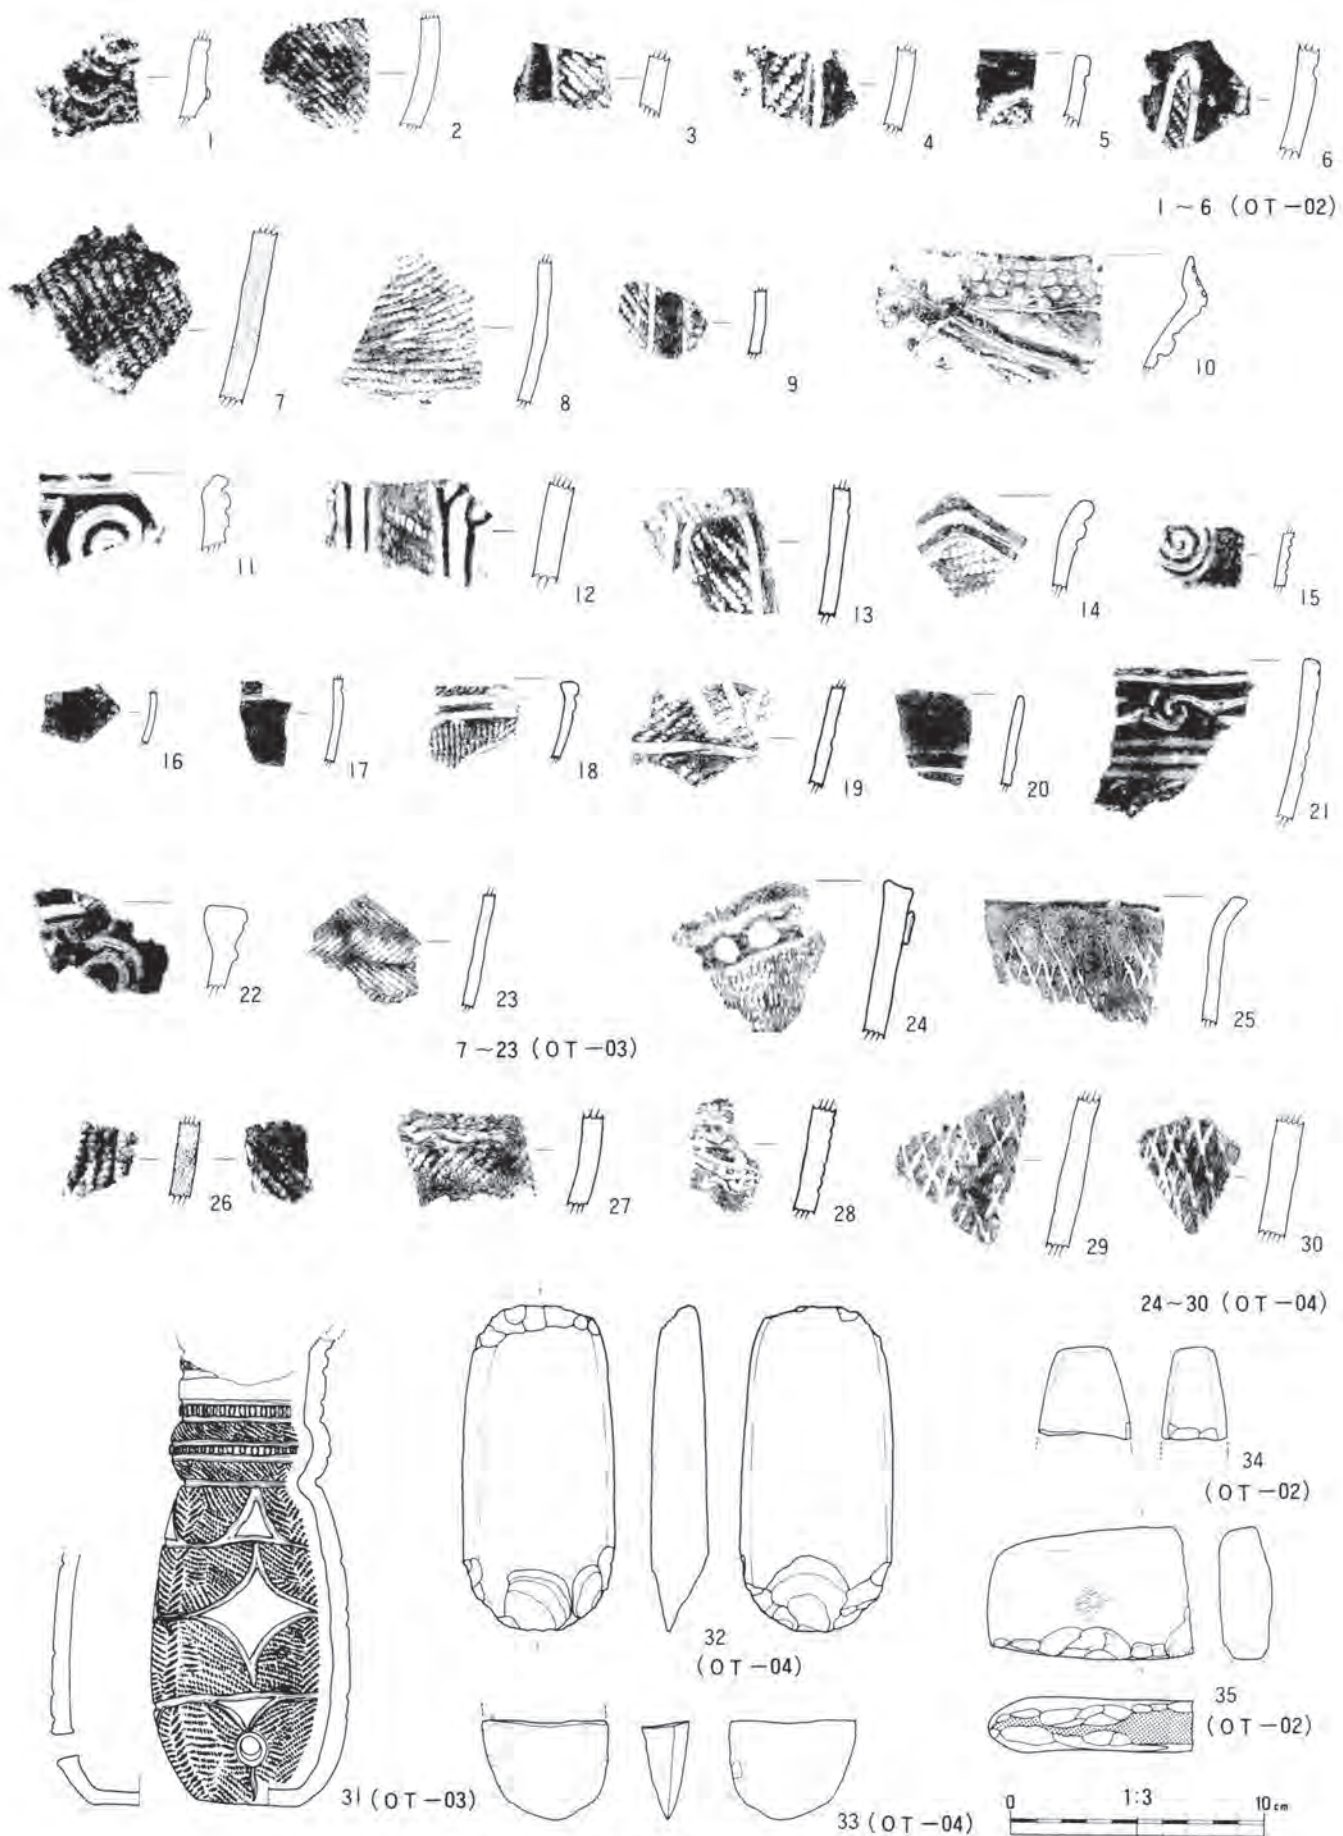 1 2 3 4 5 6
1～6 (OT-02)
7 8 9 10
11 12 13 14 15
16 17 18 19 20 21
22 23 24 25
7～23 (OT-03)
26 27 28 29 30
24～30 (OT-04)
31 (OT-03)
32
(OT-04)
33 (OT-04)
34
(OT-02)
35
(OT-02)
0 1:3 10cm